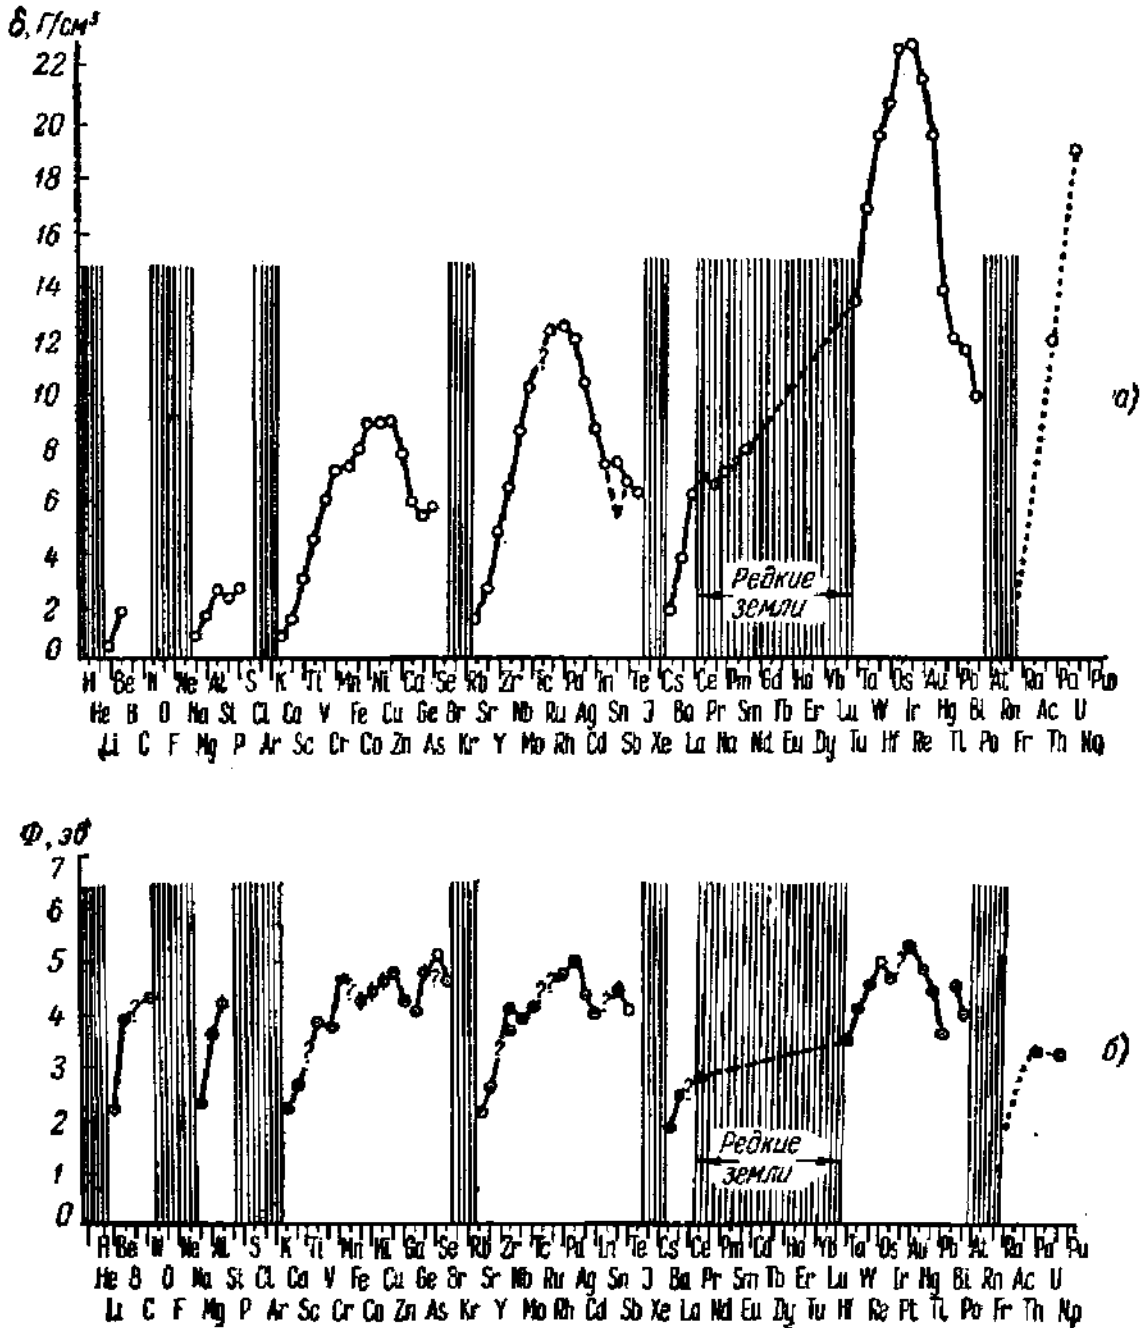 δ, Г/см³
22
20
18
16
14
12
10
8
6
4
2
0
а)
?
Редкие
земли
H Be N Ne Al S K Ti Mn Ni Ga Se Rb Zr Tc Pd In Te Cs Ce Pm Gd Ho Yb Ta Os Au Pb At Ra Pa Pu
He B O Na Si Cl Ca V Fe Cu Ge Br Sr Nb Ru Ag Sn J Ba Pr Sm Tb Er Lu W Ir Hg Bi Rn Ac U
Li C F Mg P Ar Sc Cr Co Zn As Kr Y Mo Rh Cd Sb Xe La Na Nd Eu Dy Tu Hf Re Tl Po Fr Th Np
Ф, эв
7
6
5
4
3
2
1
0
б)
? ? ? ? ? ? ? ? ? ?
Редкие
земли
H Be N Ne Al S K Ti Mn Ni Ga Se Rb Zr Tc Pd In Te Cs Ce Pm Gd Ho Yb Ta Os Au Pb At Ra Pa Pu
He B O Na Si Cl Ca V Fe Cu Ge Br Sr Nb Ru Ag Sn J Ba Pr Sm Tb Er Lu W Ir Hg Bi Rn Ac U
Li C F Mg P Ar Sc Cr Co Zn As Kr Y Mo Rh Cd Sb Xe La Nd Eu Dy Tu Hf Re Pt Tl Po Fr Th Np